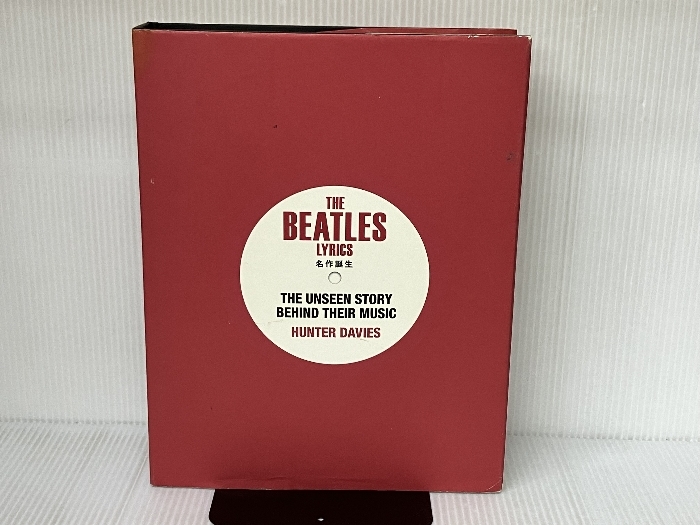 THE
BEATLES
LYRICS
名作誕生
THE UNSEEN STORY
BEHIND THEIR MUSIC
HUNTER DAVIES